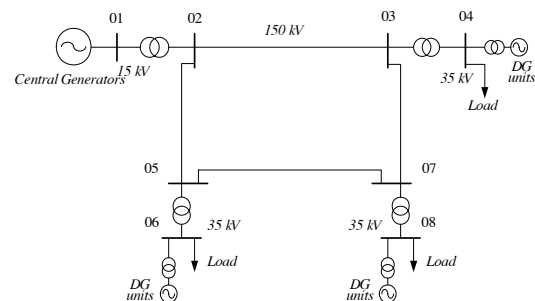 01
02
03
04
150 kV
15 kV
Central Generators
35 kV
DG
units
Load
05
07
06
35 kV
35 kV
08
Load
Load
DG
units
DG
units